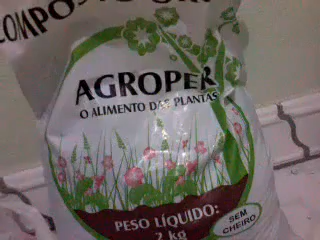 AGROPER
O ALIMENTO DAS PLANTAS
PESO LÍQUIDO:
2 kg
SEM
CHEIRO